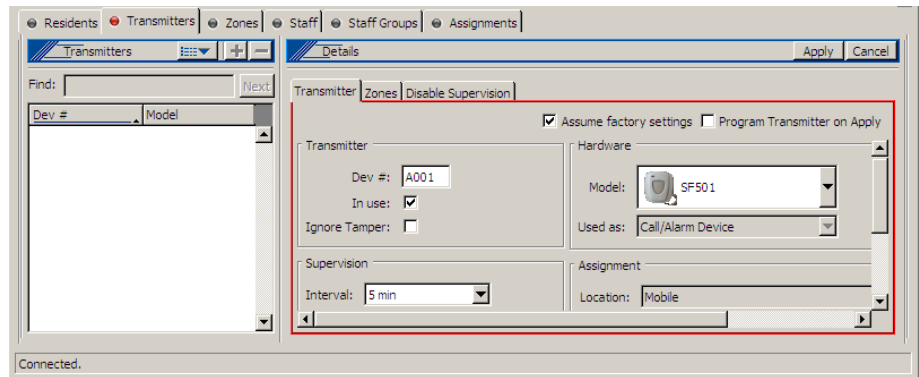 Residents Transmitters Zones Staff Staff Groups Assignments
Transmitters
Details Apply Cancel
Find: Next
Transmitter Zones Disable Supervision
Dev # Model
Assume factory settings Program Transmitter on Apply
Transmitter Hardware
Dev #: A001
Model: SF501
In use:
Ignore Tamper:
Used as: Call/Alarm Device
Supervision Assignment
Interval: 5 min
Location: Mobile
Connected.